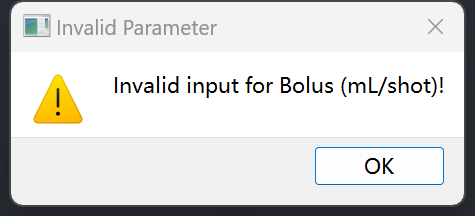 Invalid Parameter
Invalid input for Bolus (mL/shot)!
OK